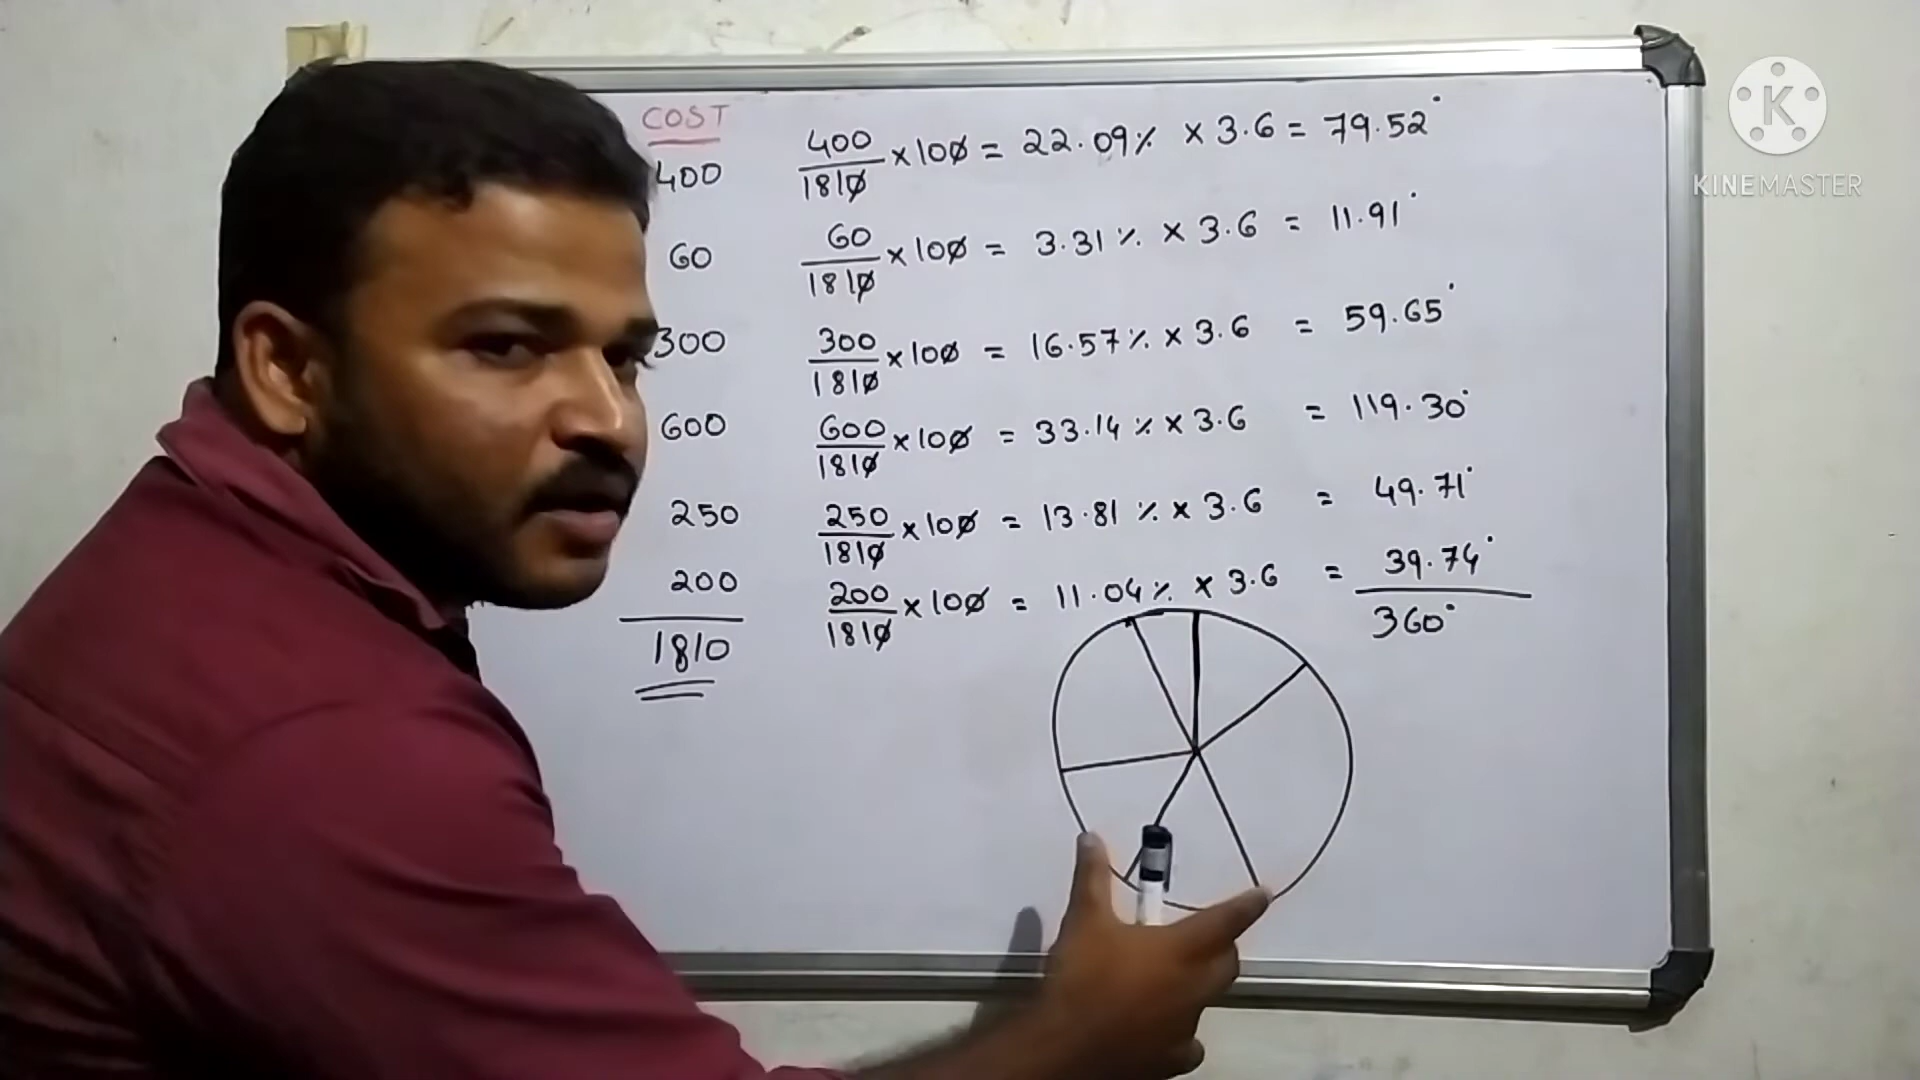 COST
400 400/1810 × 100 = 22.09% × 3.6 = 79.52°
60 60/1810 × 100 = 3.31% × 3.6 = 11.91°
300 300/1810 × 100 = 16.57% × 3.6 = 59.65°
600 600/1810 × 100 = 33.14% × 3.6 = 119.30°
250 250/1810 × 100 = 13.81% × 3.6 = 49.71°
200 200/1810 × 100 = 11.04% × 3.6 = 39.74°
1810 360°
K
KINEMASTER